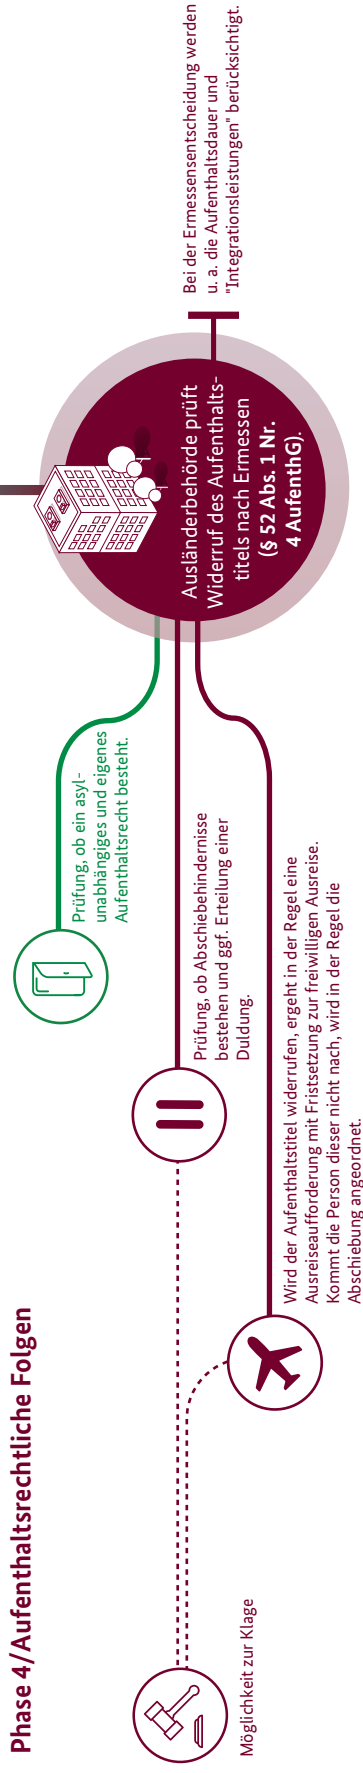 Phase 4/Aufenthaltsrechtliche Folgen
Prüfung, ob ein asyl-
unabhängiges und eigenes
Aufenthaltsrecht besteht.
Ausländerbehörde prüft
Widerruf des Aufenthalts-
titels nach Ermessen
(§ 52 Abs. 1 Nr.
4 AufenthG).
Bei der Ermessensentscheidung werden
u. a. die Aufenthaltsdauer und
"Integrationsleistungen" berücksichtigt.
Prüfung, ob Abschiebehindernisse
bestehen und ggf. Erteilung einer
Duldung.
Wird der Aufenthaltstitel widerrufen, ergeht in der Regel eine
Ausreiseaufforderung mit Fristsetzung zur freiwilligen Ausreise.
Kommt die Person dieser nicht nach, wird in der Regel die
Abschiebung angeordnet.
Möglichkeit zur Klage